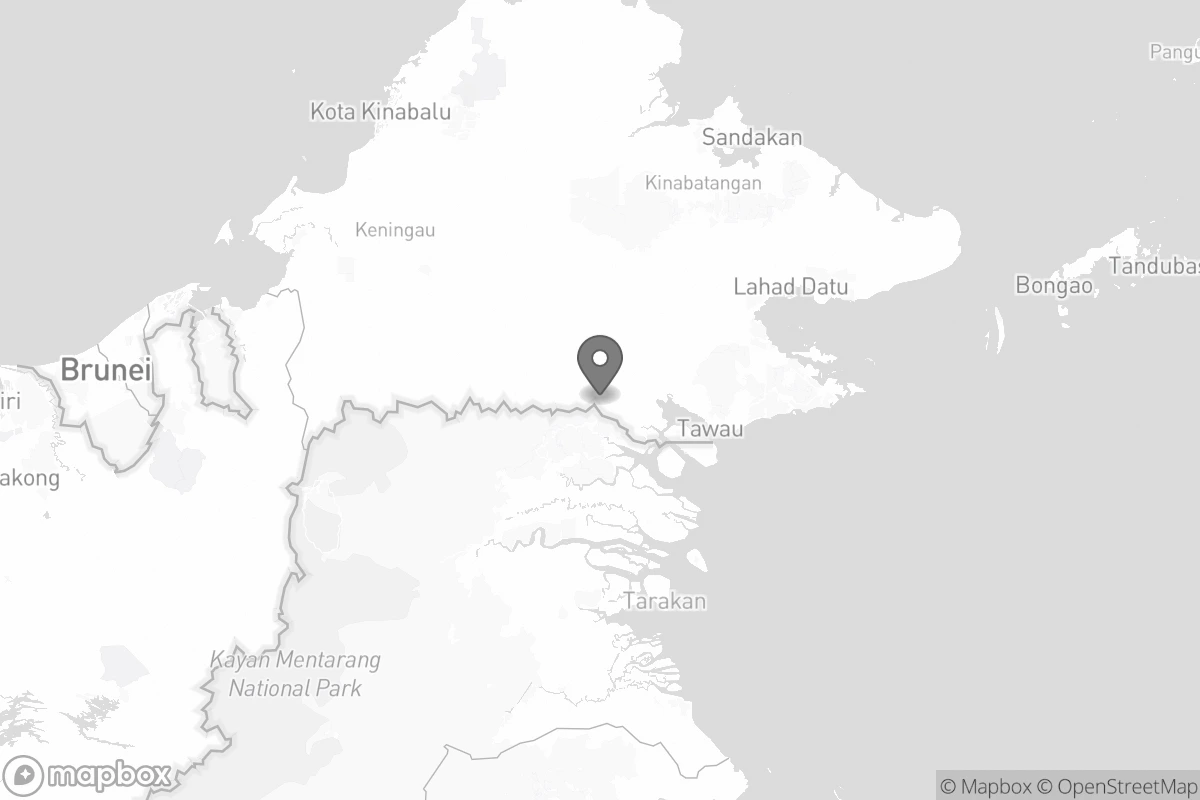 Pangu
Kota Kinabalu
Sandakan
Kinabatangan
Keningau
Tandubas
Lahad Datu
Bongao
Brunei
iri
Tawau
akong
Tarakan
Kayan Mentarang
National Park
mapbox
© Mapbox © OpenStreetMap